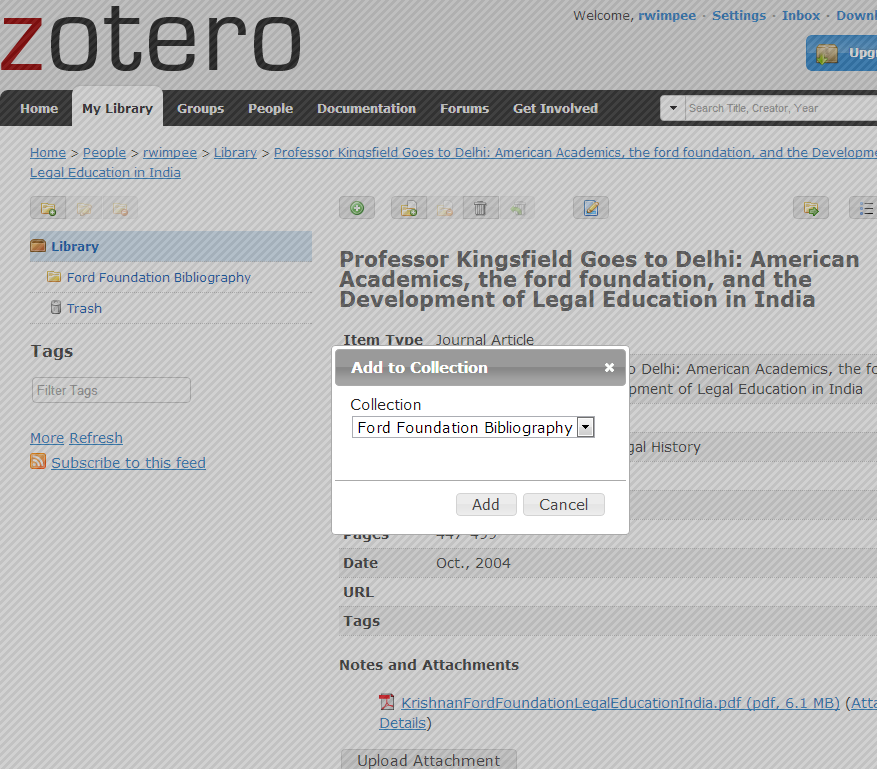 zotero
Welcome, rwimpee · Settings · Inbox · Down
Upg
Home My Library Groups People Documentation Forums Get Involved
Search Title, Creator, Year
Home > People > rwimpee > Library > Professor Kingsfield Goes to Delhi: American Academics, the ford foundation, and the Developme
Legal Education in India
Library
Ford Foundation Bibliography
Trash
Tags
Filter Tags
More Refresh
Subscribe to this feed
Professor Kingsfield Goes to Delhi: American
Academics, the ford foundation, and the
Development of Legal Education in India
Item Type Journal Article
o Delhi: American Academics, the fo
pment of Legal Education in India
gal History
Add to Collection
Collection
Ford Foundation Bibliography
Add Cancel
Pages 447-499
Date Oct., 2004
URL
Tags
Notes and Attachments
KrishnanFordFoundationLegalEducationIndia.pdf (pdf, 6.1 MB) (Atta
Details)
Upload Attachment